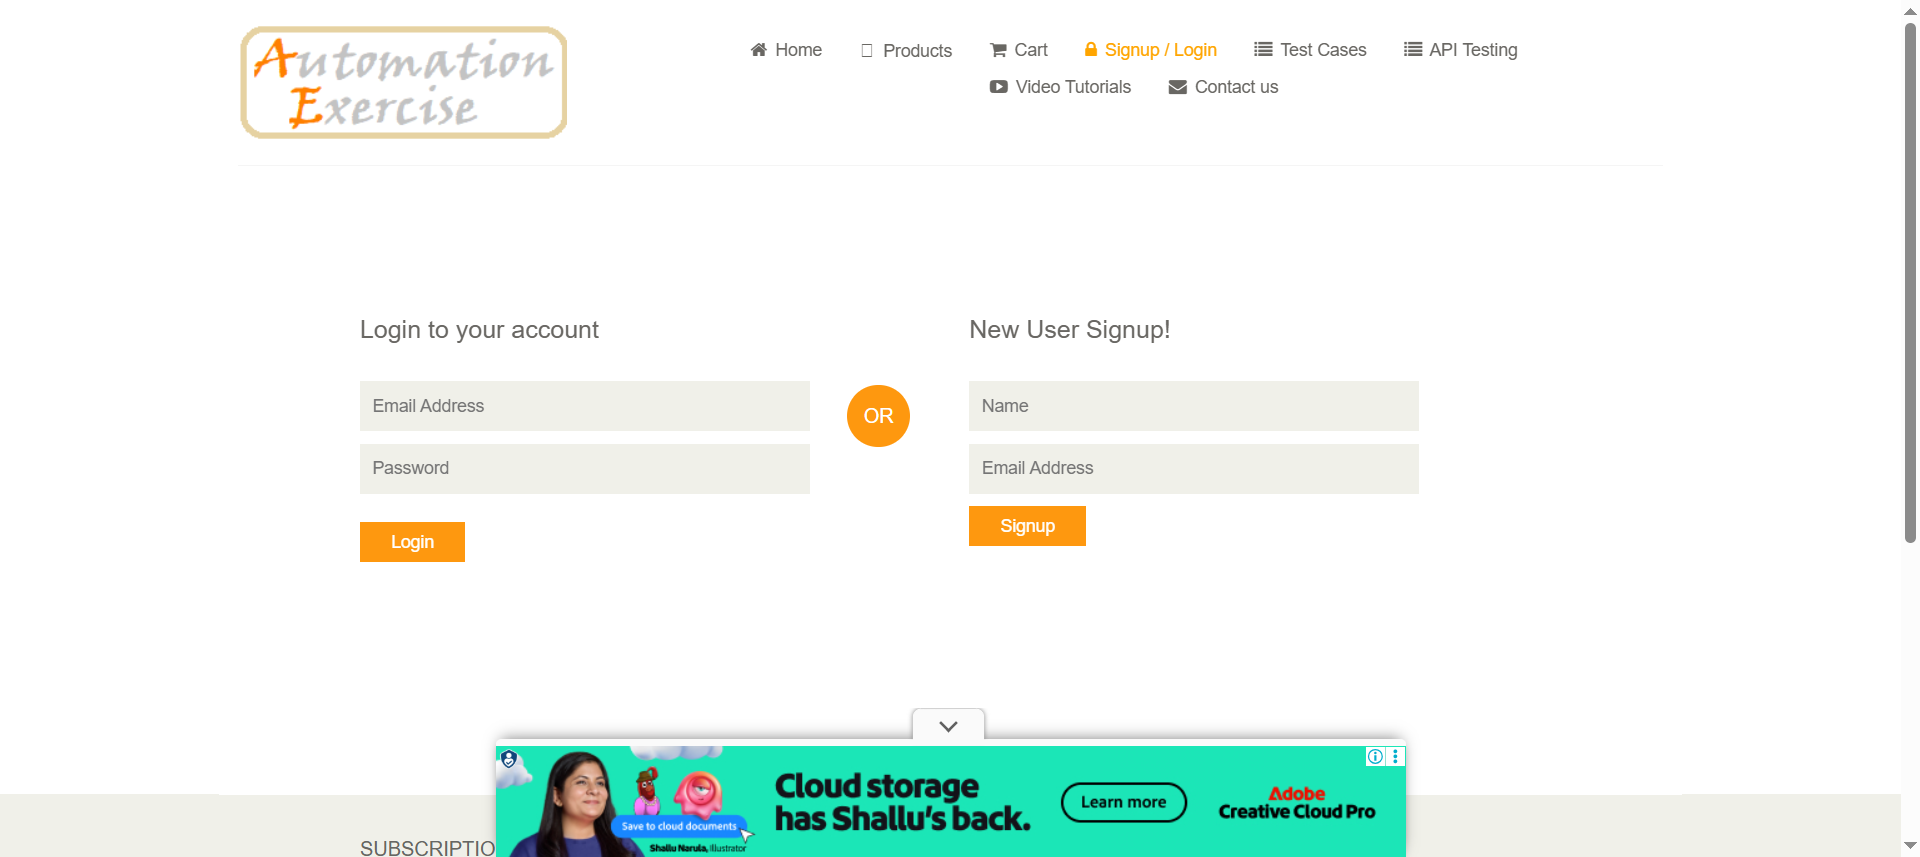 Automation
Exercise
Home
Products
Cart
Signup / Login
Test Cases
API Testing
Video Tutorials
Contact us
Login to your account
Email Address
Password
Login
OR
New User Signup!
Name
Email Address
Signup
SUBSCRIPTIO
Save to cloud documents
Shallu Narula, Illustrator
Cloud storage
has Shallu's back.
Learn more
Adobe
Creative Cloud Pro